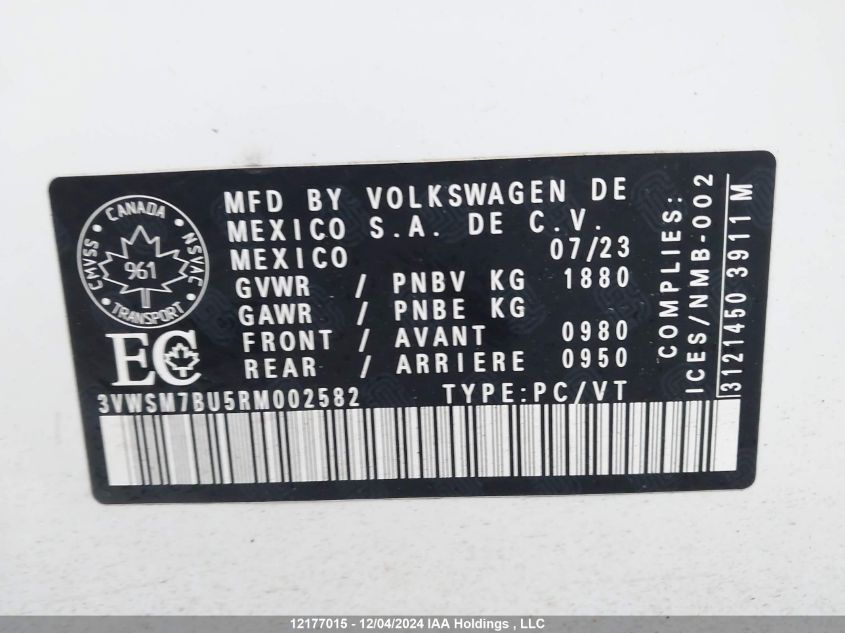 CANADA
CMVSS
NSVAC
961
TRANSPORT
EC
MFD BY VOLKSWAGEN DE
MEXICO S.A. DE C.V.
MEXICO 07/23
GVWR / PNBV KG 1880
GAWR / PNBE KG
FRONT / AVANT 0980
REAR / ARRIERE 0950
3VWSM7BU5RM002582 TYPE:PC/VT
COMPLIES:
ICES/NMB-002
3121450 3911 M
12177015 - 12/04/2024 IAA Holdings , LLC